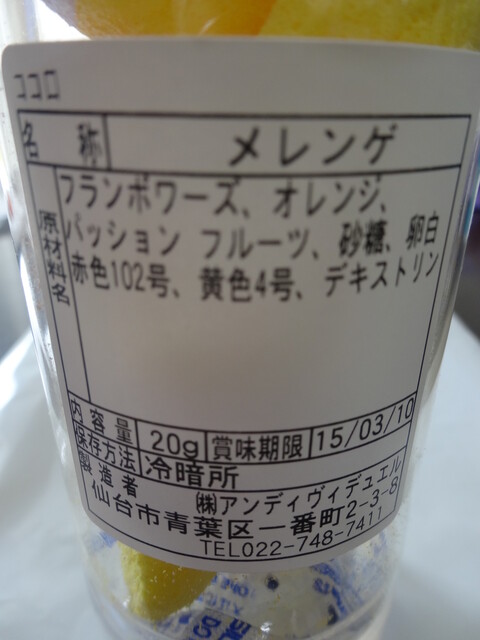 ココロ
名称 メレンゲ
原材料名 フランボワーズ、オレンジ、
パッション フルーツ、砂糖、卵白
赤色102号、黄色4号、デキストリン
内容量 20g 賞味期限 15/03/10
保存方法 冷暗所
製造者 ㈱アンディヴィデュエル
仙台市青葉区一番町2-3-8
TEL022-748-7411